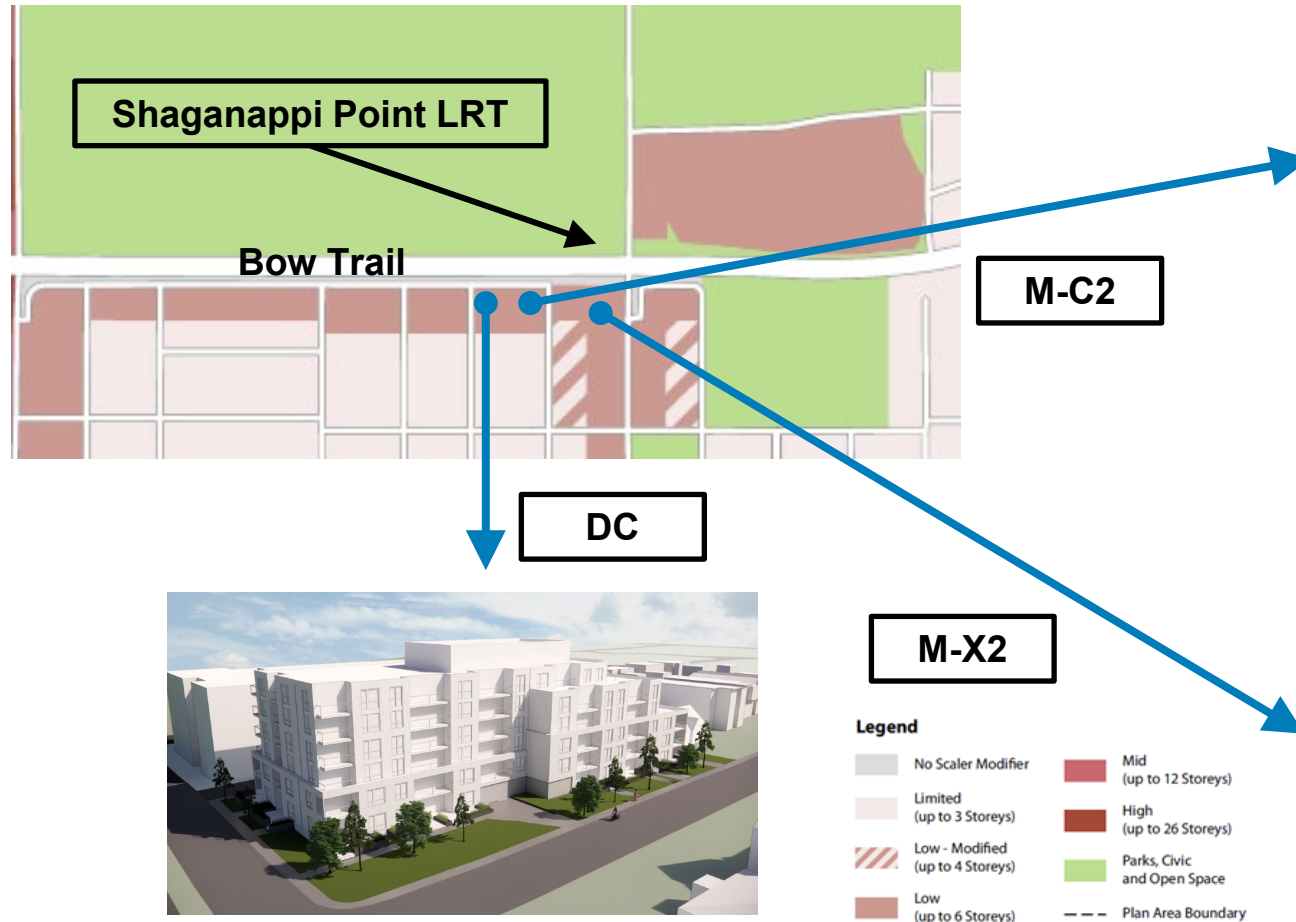 Shaganappi Point LRT
Bow Trail
M-C2
DC
M-X2
Legend
No Scaler Modifier
Limited
(up to 3 Storeys)
Low - Modified
(up to 4 Storeys)
Low
(up to 6 Storeys)
Mid
(up to 12 Storeys)
High
(up to 26 Storeys)
Parks, Civic
and Open Space
Plan Area Boundary